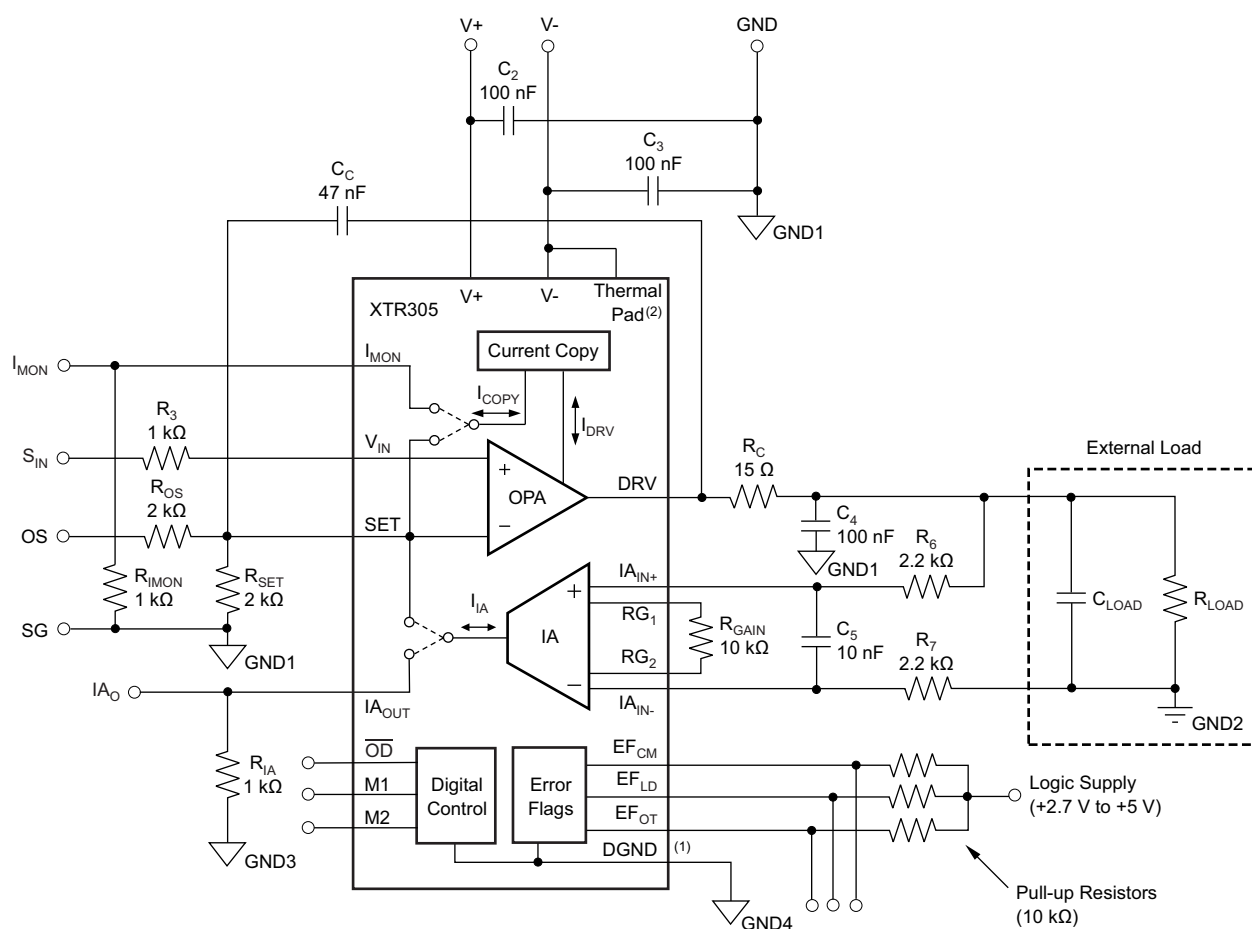 V+
V-
GND
C2
100 nF
C3
100 nF
CC
47 nF
GND1
V+
V-
Thermal
Pad(2)
XTR305
IMON
IMON
Current Copy
ICOPY
IDRV
R3
1 kΩ
SIN
VIN
ROS
2 kΩ
OS
SET
+
OPA
−
DRV
RC
15 Ω
External Load
C4
100 nF
GND1
R6
2.2 kΩ
RIMON
1 kΩ
RSET
2 kΩ
SG
GND1
IIA
+
IA
−
IAIN+
RG1
RG2
IAIN-
RGAIN
10 kΩ
C5
10 nF
R7
2.2 kΩ
CLOAD
RLOAD
GND2
IAO
IAOUT
RIA
1 kΩ
GND3
OD
M1
M2
Digital
Control
Error
Flags
EFCM
EFLD
EFOT
DGND (1)
GND4
Logic Supply
(+2.7 V to +5 V)
Pull-up Resistors
(10 kΩ)